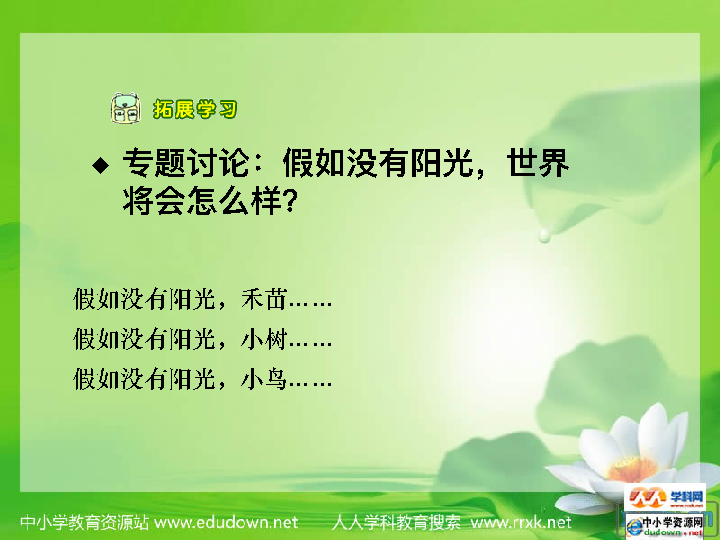 拓展学习
◆ 专题讨论：假如没有阳光，世界
将会怎么样？
假如没有阳光，禾苗……
假如没有阳光，小树……
假如没有阳光，小鸟……
学科网
中小学教育资源站 www.edudown.net 人人学科教育搜索 www.rrxk.net
中小学资源网
dudown.net